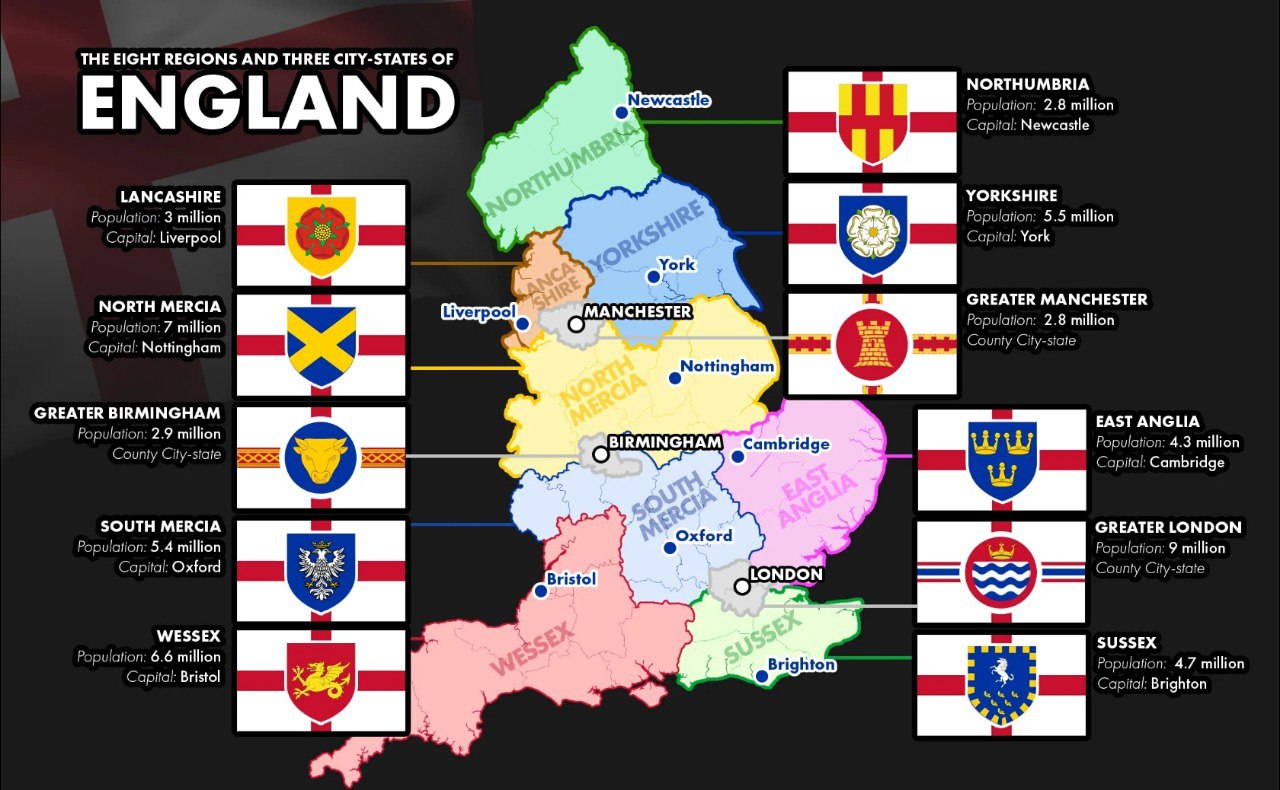 THE EIGHT REGIONS AND THREE CITY-STATES OF
ENGLAND
LANCASHIRE
Population: 3 million
Capital: Liverpool
NORTH MERCIA
Population: 7 million
Capital: Nottingham
GREATER BIRMINGHAM
Population: 2.9 million
County City-state
SOUTH MERCIA
Population: 5.4 million
Capital: Oxford
WESSEX
Population: 6.6 million
Capital: Bristol
Newcastle
NORTHUMBRIA
YORKSHIRE
York
LANCA-
SHIRE
Liverpool
MANCHESTER
Nottingham
NORTH
MERCIA
BIRMINGHAM
Cambridge
EAST
ANGLIA
SOUTH
MERCIA
Oxford
LONDON
Bristol
WESSEX
SUSSEX
Brighton
NORTHUMBRIA
Population: 2.8 million
Capital: Newcastle
YORKSHIRE
Population: 5.5 million
Capital: York
GREATER MANCHESTER
Population: 2.8 million
County City-state
EAST ANGLIA
Population: 4.3 million
Capital: Cambridge
GREATER LONDON
Population: 9 million
County City-state
SUSSEX
Population: 4.7 million
Capital: Brighton